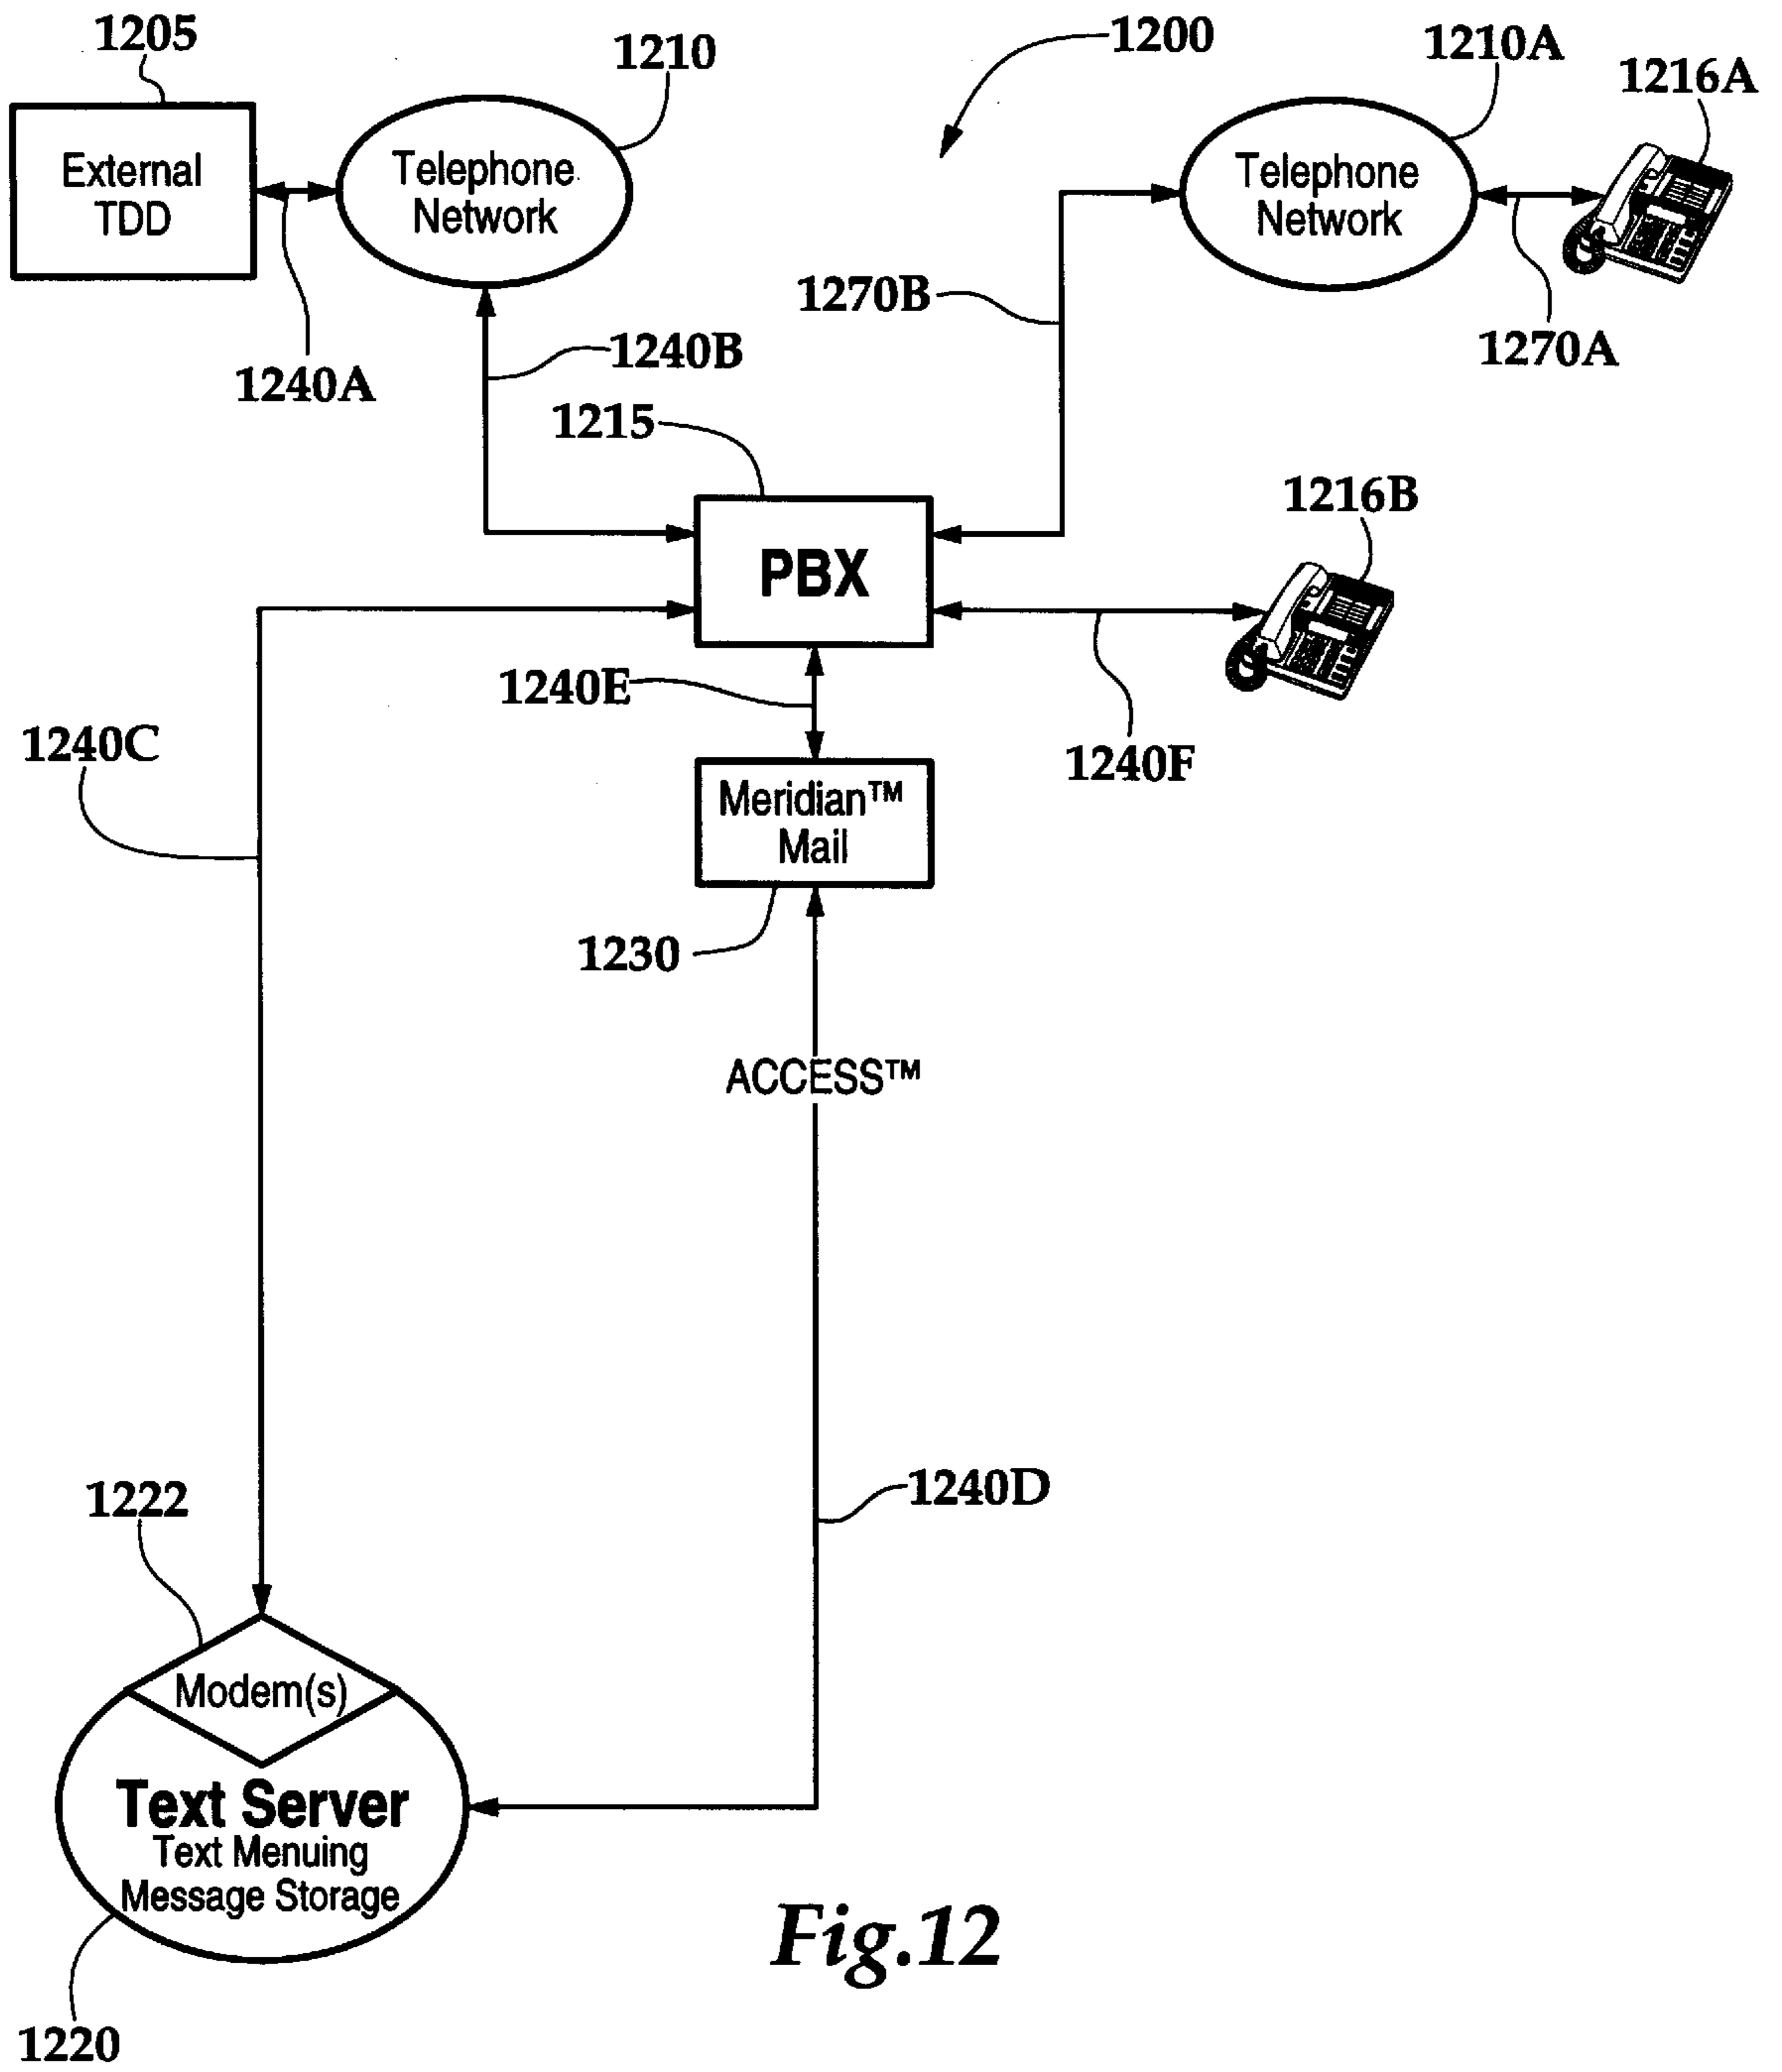 1205
1210
1200
1210A
1216A
External
TDD
Telephone
Network
Telephone
Network
1270B
1240B
1270A
1240A
1215
1216B
PBX
1240E
1240C
1240F
Meridian™
Mail
1230
ACCESS™
1240D
1222
Modem(s)
Text Server
Text Menuing
Message Storage
Fig.12
1220